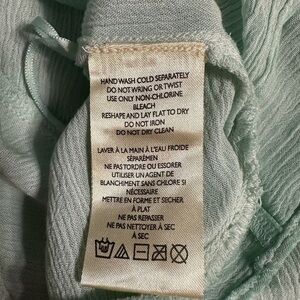 HAND WASH COLD SEPARATELY
DO NOT WRING OR TWIST
USE ONLY NON-CHLORINE
BLEACH
RESHAPE AND LAY FLAT TO DRY
DO NOT IRON
DO NOT DRY CLEAN
LAVER À LA MAIN À L'EAU FROIDE
SÉPARÉMEN
NE PAS TORDRE OU ESSORER
UTILISER UN AGENT DE
BLANCHIMENT SANS CHLORE SI
NÉCESSAIRE
METTRE EN FORME ET SECHER
À PLAT
NE PAS REPASSER
NE PAS NETTOYER À SEC
À SEC